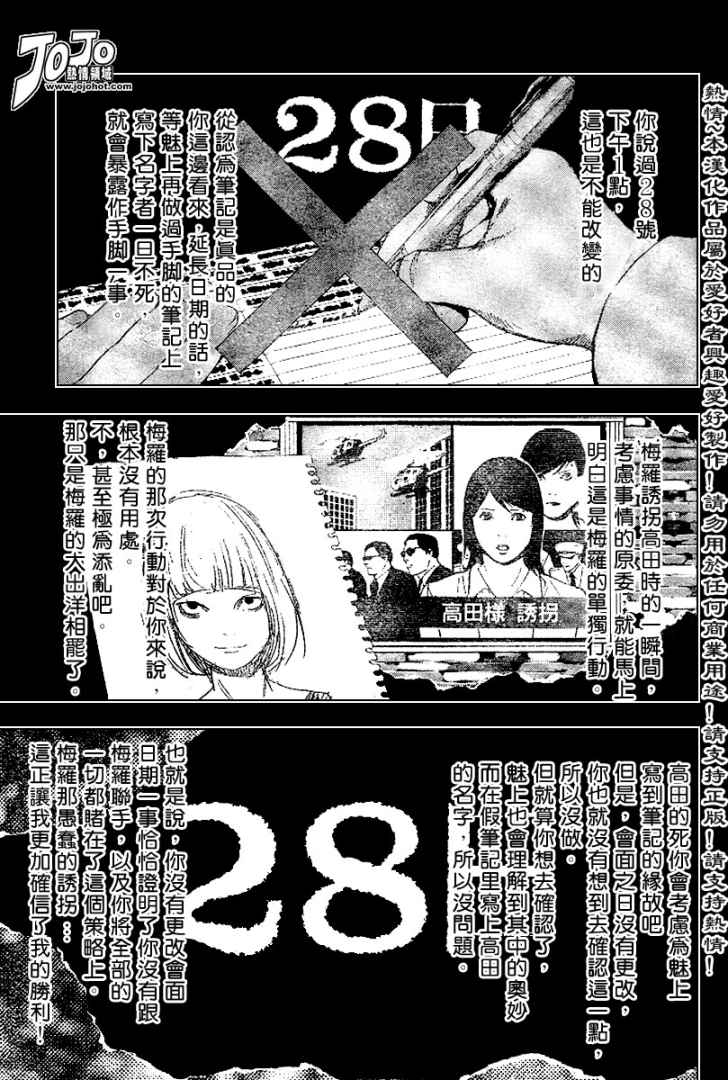 JOJO
熱情領域
www.jojohot.com
熱情~本漢化作品屬於愛好者興趣愛好製作！請勿用於任何商業用途！請支持正版！請支持熱情！
28日
你說過28號
下午1點，
這也是不能改變的
從認為筆記是真品的
你這邊看來，延長日期的話，
等魅上再做過手腳的筆記上
寫下名字者一旦不死，
就會暴露作手脚一事。
梅羅誘拐高田時的一瞬間，
考慮事情的原委，就能馬上
明白這是梅羅的單獨行動。
高田様 誘拐
梅羅的那次行動對於你來說，
根本沒有用處。
不，甚至極為添亂吧。
那只是梅羅的大出洋相罷了。
高田的死你會考慮為魅上
寫到筆記的緣故吧
但是，會面之日沒有更改，
你也就沒有想到去確認這一點，
所以沒做。
但就算你想去確認了，
魅上也會理解到其中的奧妙
而在假筆記里寫上高田
的名字，所以沒問題。
28
也就是說，你沒有更改會面
日期一事恰恰證明了你沒有跟
梅羅聯手，以及你將全部的
一切都賭在了這個策略上。
梅羅那愚蠢的誘拐…
這正讓我更加確信了我的勝利！